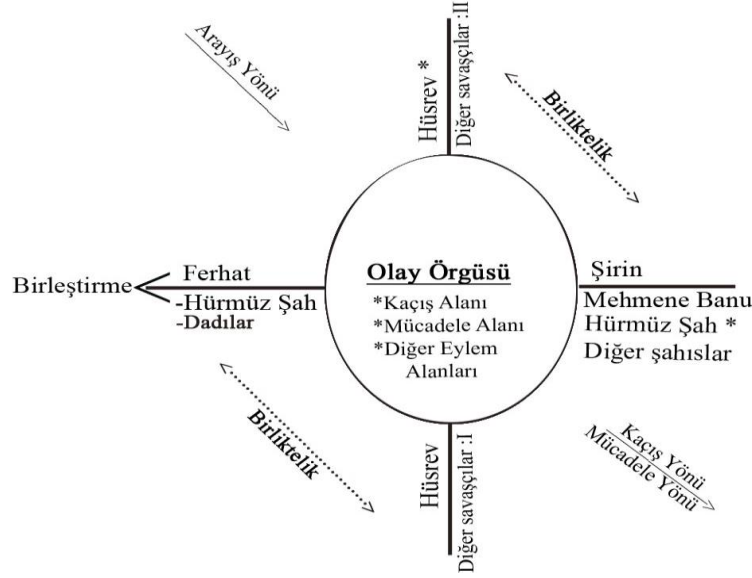 Arayış Yönü
Hüsrev *
Diğer savaşçılar :II
Birliktelik
Birleştirme
Ferhat
-Hürmüz Şah
-Dadılar
Olay Örgüsü
*Kaçış Alanı
*Mücadele Alanı
*Diğer Eylem
Alanları
Şirin
Mehmene Banu
Hürmüz Şah *
Diğer şahıslar
Birliktelik
Hüsrev
Diğer savaşçılar :I
Kaçış Yönü
Mücadele Yönü